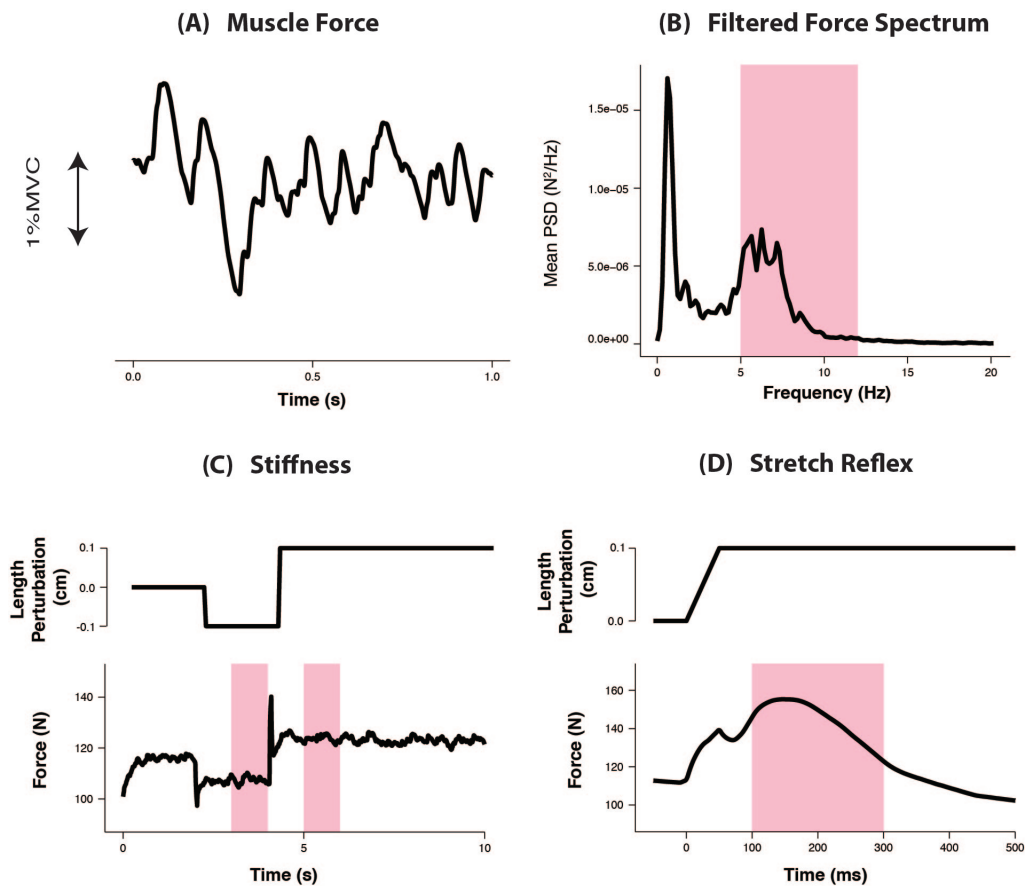 (A) Muscle Force
1%MVC
0.0 0.5 1.0
Time (s)
(B) Filtered Force Spectrum
Mean PSD (N²/Hz)
1.5e-05
1.0e-05
5.0e-06
0.0e+00
0 5 10 15 20
Frequency (Hz)
(C) Stiffness
Length
Perturbation
(cm)
0.1
0.0
-0.1
Force (N)
140
120
100
0 5 10
Time (s)
(D) Stretch Reflex
Length
Perturbation
(cm)
0.1
0.0
Force (N)
160
140
120
100
0 100 200 300 400 500
Time (ms)